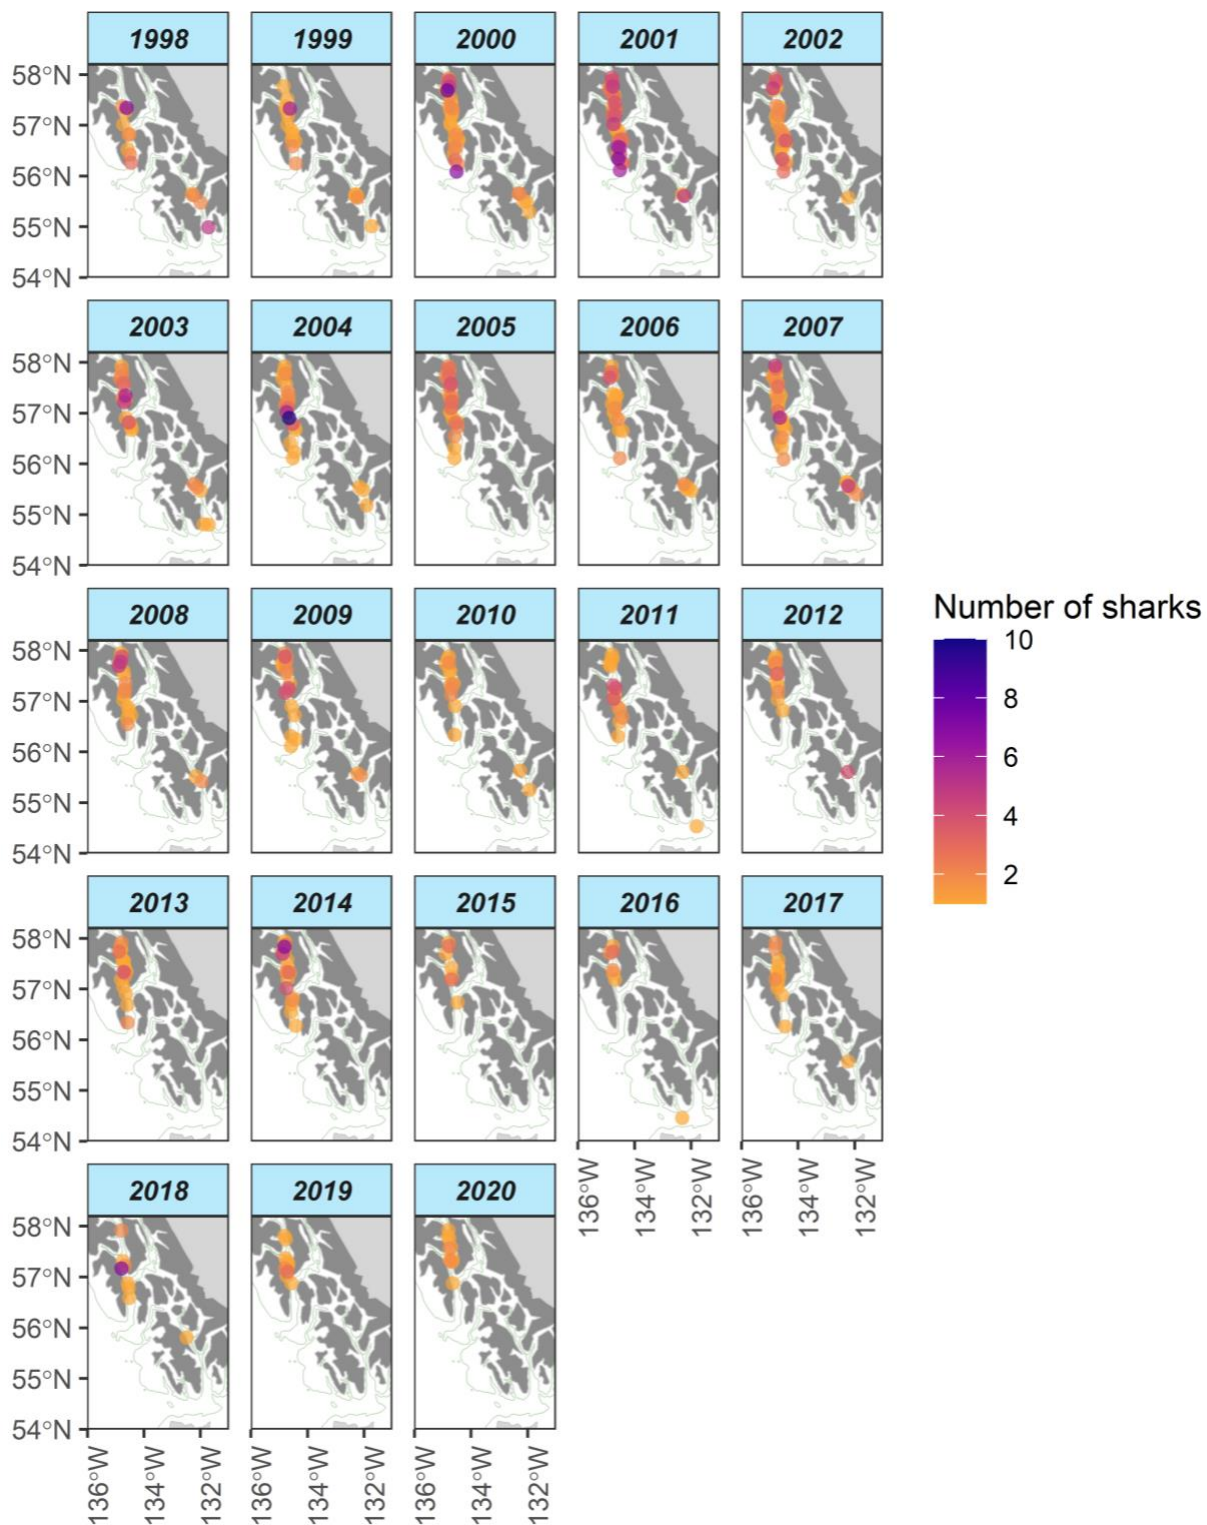 1998 1999 2000 2001 2002
58°N
57°N
56°N
55°N
54°N
2003 2004 2005 2006 2007
58°N
57°N
56°N
55°N
54°N
2008 2009 2010 2011 2012
58°N
57°N
56°N
55°N
54°N
Number of sharks
10
8
6
4
2
2013 2014 2015 2016 2017
58°N
57°N
56°N
55°N
54°N
136°W 134°W 132°W 136°W 134°W 132°W
2018 2019 2020
58°N
57°N
56°N
55°N
54°N
136°W 134°W 132°W 136°W 134°W 132°W 136°W 134°W 132°W